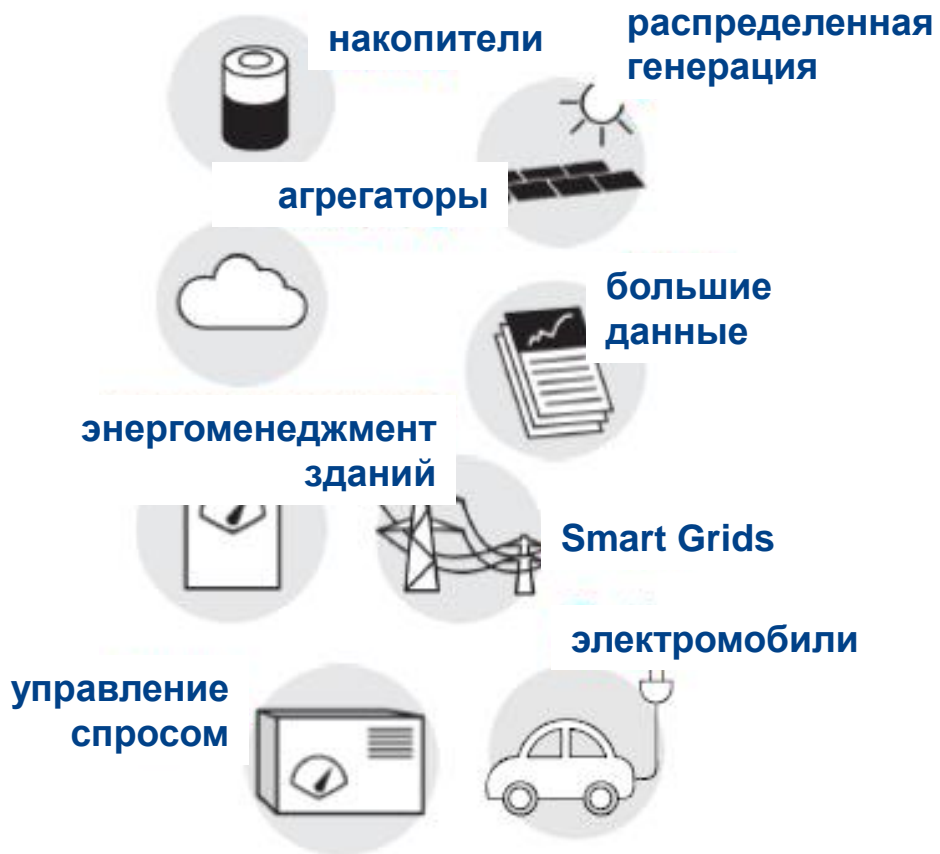 накопители
распределенная
генерация
агрегаторы
большие
данные
энергоменеджмент
зданий
Smart Grids
электромобили
управление
спросом